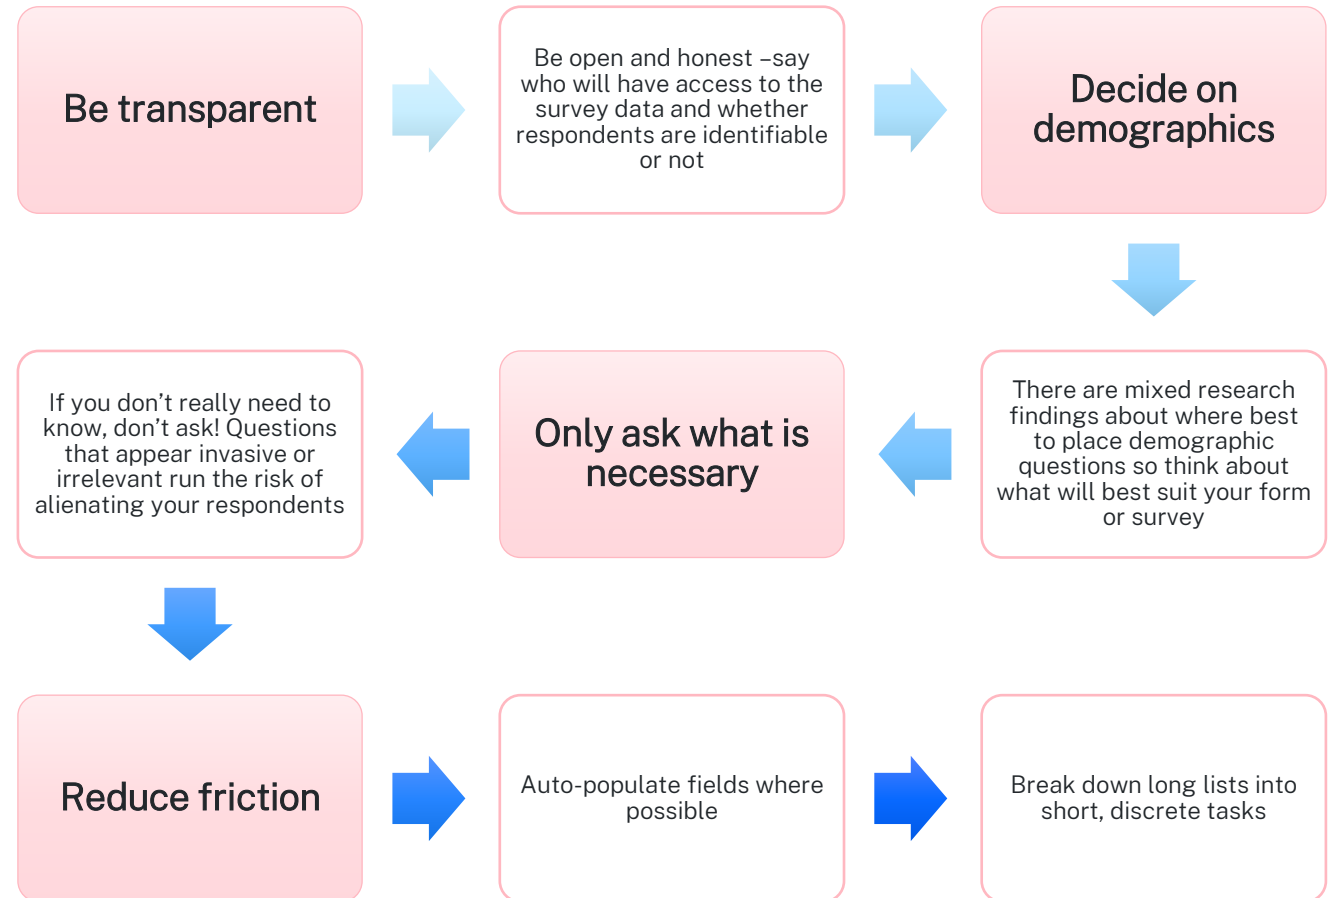 Be transparent
Be open and honest –say
who will have access to the
survey data and whether
respondents are identifiable
or not
Decide on
demographics
There are mixed research
findings about where best
to place demographic
questions so think about
what will best suit your form
or survey
Only ask what is
necessary
If you don’t really need to
know, don’t ask! Questions
that appear invasive or
irrelevant run the risk of
alienating your respondents
Reduce friction
Auto-populate fields where
possible
Break down long lists into
short, discrete tasks